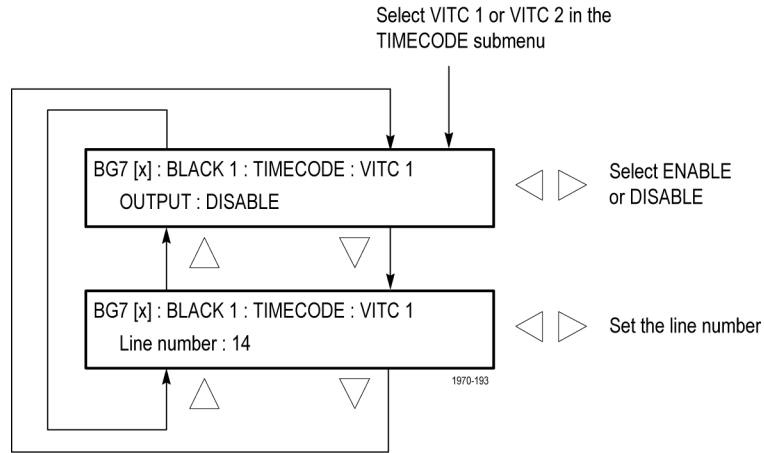 Select VITC 1 or VITC 2 in the
TIMECODE submenu
BG7 [x] : BLACK 1 : TIMECODE : VITC 1
OUTPUT : DISABLE
Select ENABLE
or DISABLE
BG7 [x] : BLACK 1 : TIMECODE : VITC 1
Line number : 14
Set the line number
1970-193